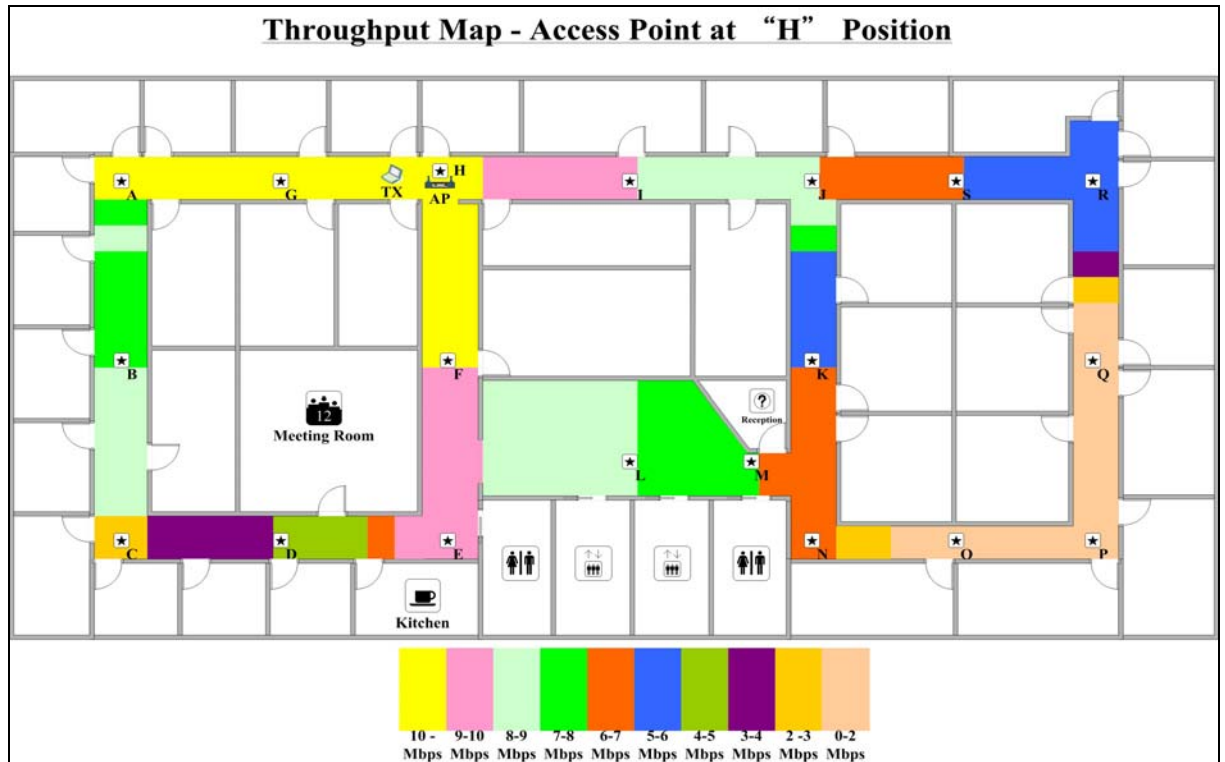 Throughput Map - Access Point at “H” Position
A
G
TX
H
AP
I
J
S
R
B
F
K
Q
12
Meeting Room
?
Reception
L
M
C
D
E
N
O
P
Kitchen
10 - 9-10 8-9 7-8 6-7 5-6 4-5 3-4 2 -3 0-2
Mbps Mbps Mbps Mbps Mbps Mbps Mbps Mbps Mbps Mbps